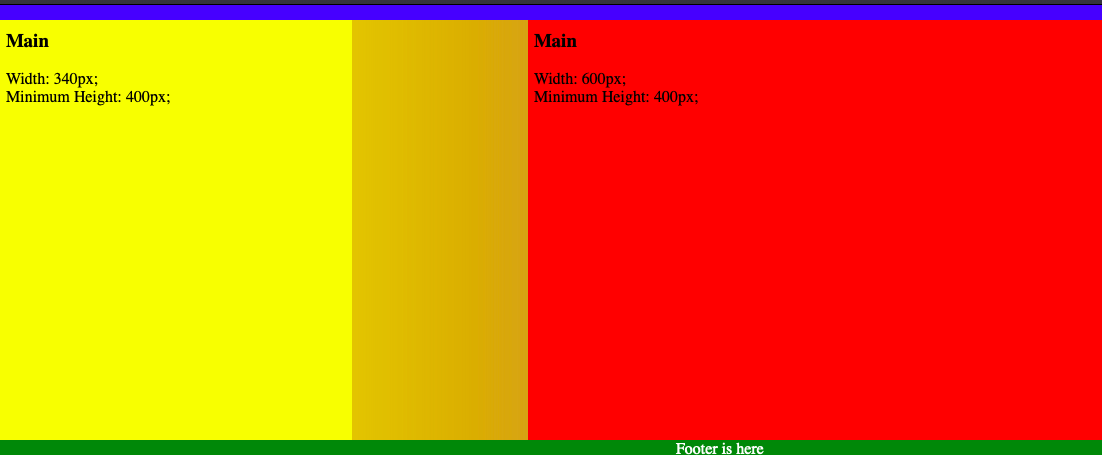 Main
Width: 340px;
Minimum Height: 400px;
Main
Width: 600px;
Minimum Height: 400px;
Footer is here